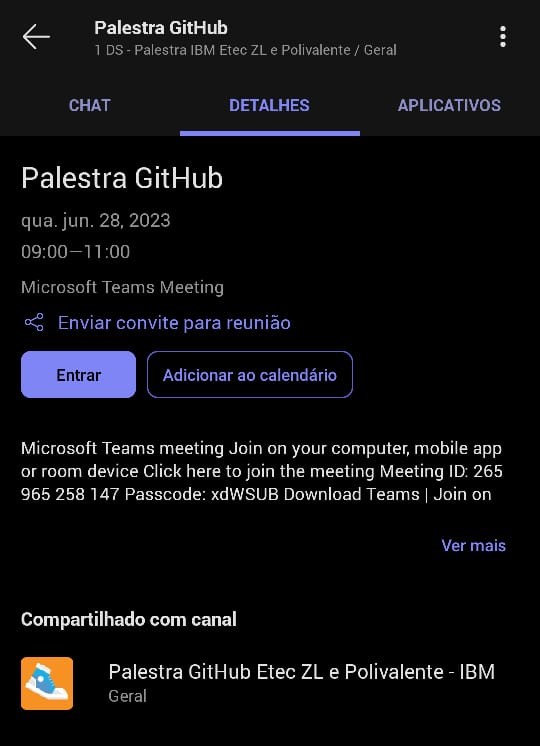 Palestra GitHub
1 DS - Palestra IBM Etec ZL e Polivalente / Geral
CHAT
DETALHES
APLICATIVOS
Palestra GitHub
qua. jun. 28, 2023
09:00—11:00
Microsoft Teams Meeting
Enviar convite para reunião
Entrar
Adicionar ao calendário
Microsoft Teams meeting Join on your computer, mobile app
or room device Click here to join the meeting Meeting ID: 265
965 258 147 Passcode: xdWSUB Download Teams | Join on
Ver mais
Compartilhado com canal
Palestra GitHub Etec ZL e Polivalente - IBM
Geral